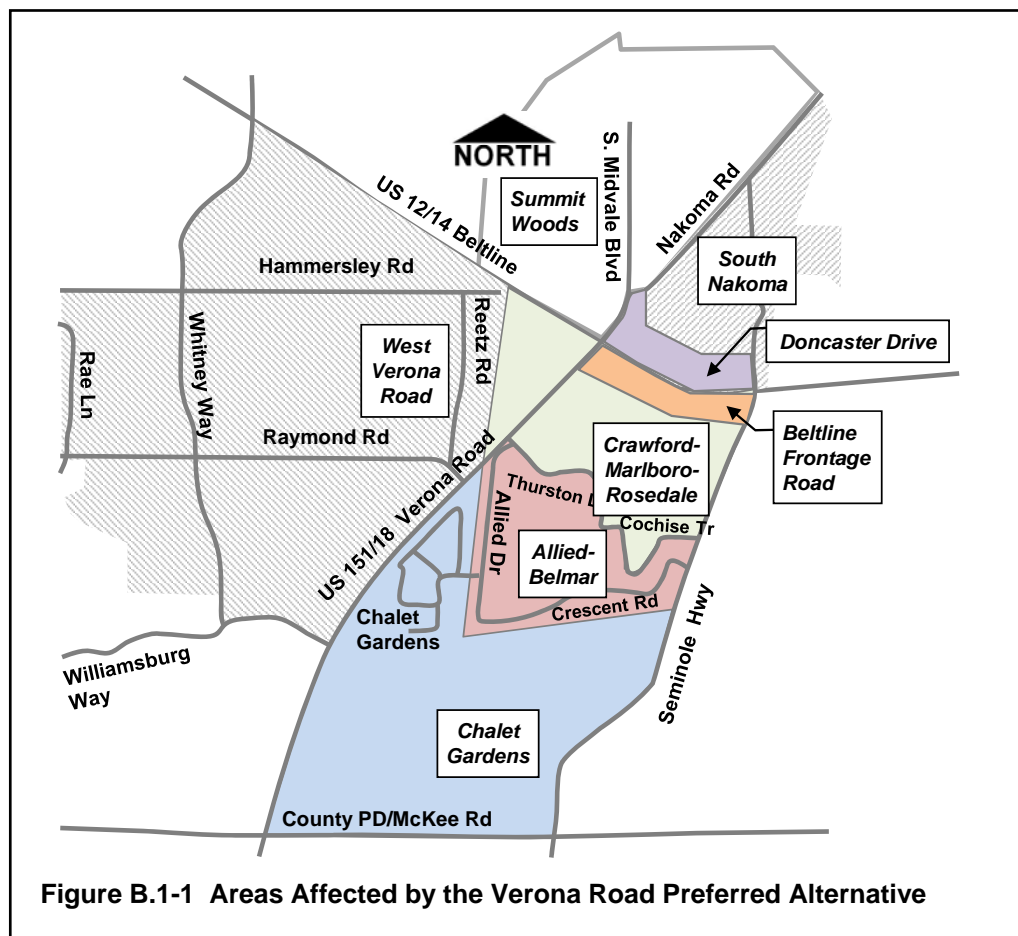 NORTH
S. Midvale Blvd
Nakoma Rd
US 12/14 Beltline
Summit
Woods
South
Nakoma
Hammersley Rd
Reetz Rd
Whitney Way
Rae Ln
West
Verona
Road
Doncaster Drive
Raymond Rd
US 151/18 Verona Road
Crawford-
Marlboro-
Rosedale
Beltline
Frontage
Road
Thurston
Cochise Tr
Allied Dr
Allied-
Belmar
Crescent Rd
Chalet
Gardens
Seminole Hwy
Williamsburg
Way
Chalet
Gardens
County PD/McKee Rd
Figure B.1-1 Areas Affected by the Verona Road Preferred Alternative